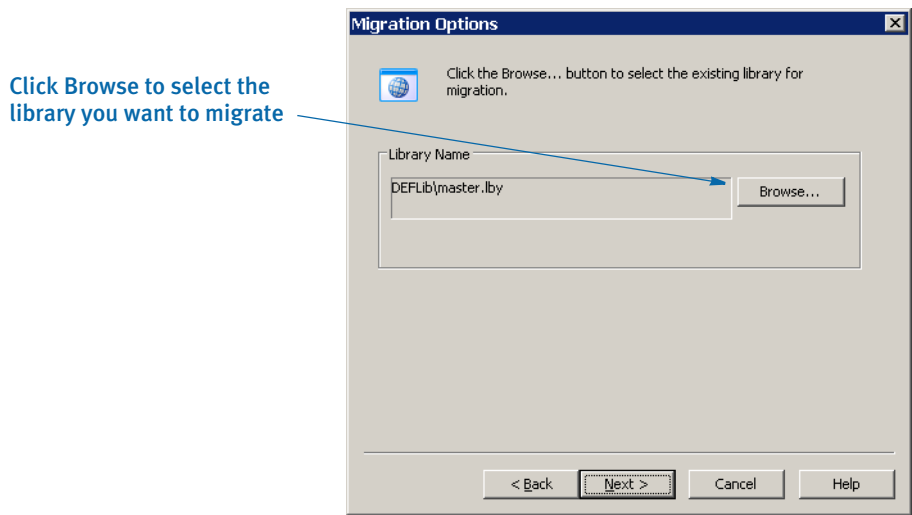 Migration Options
Click Browse to select the
library you want to migrate
Click the Browse... button to select the existing library for
migration.
Library Name
DEFLib\master.lby
Browse...
< Back
Next >
Cancel
Help